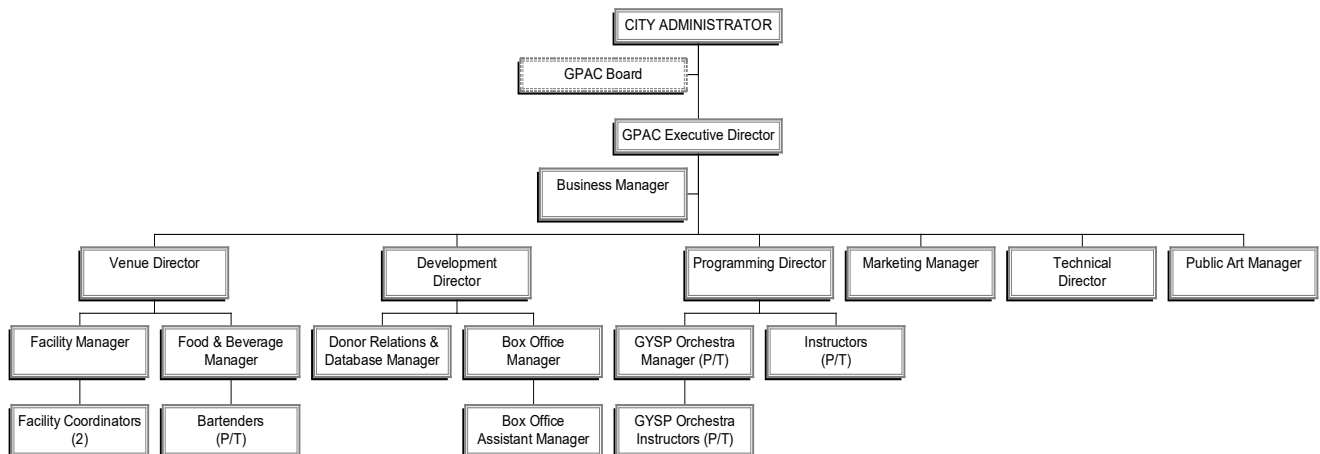 CITY ADMINISTRATOR
GPAC Board
GPAC Executive Director
Business Manager
Venue Director
Development
Director
Programming Director
Marketing Manager
Technical
Director
Public Art Manager
Facility Manager
Food & Beverage
Manager
Donor Relations &
Database Manager
Box Office
Manager
GYSP Orchestra
Manager (P/T)
Instructors
(P/T)
Facility Coordinators
(2)
Bartenders
(P/T)
Box Office
Assistant Manager
GYSP Orchestra
Instructors (P/T)